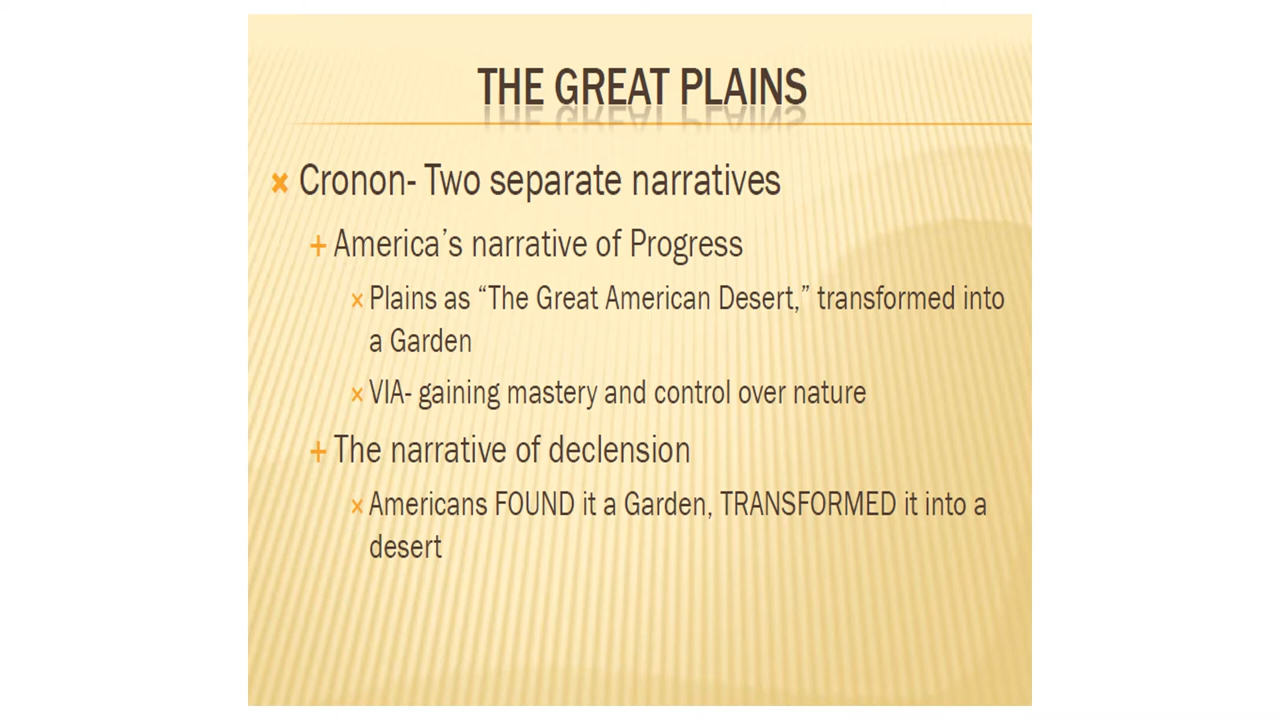 THE GREAT PLAINS
Cronon- Two separate narratives
America’s narrative of Progress
Plains as “The Great American Desert,” transformed into
a Garden
VIA- gaining mastery and control over nature
The narrative of declension
Americans FOUND it a Garden, TRANSFORMED it into a
desert